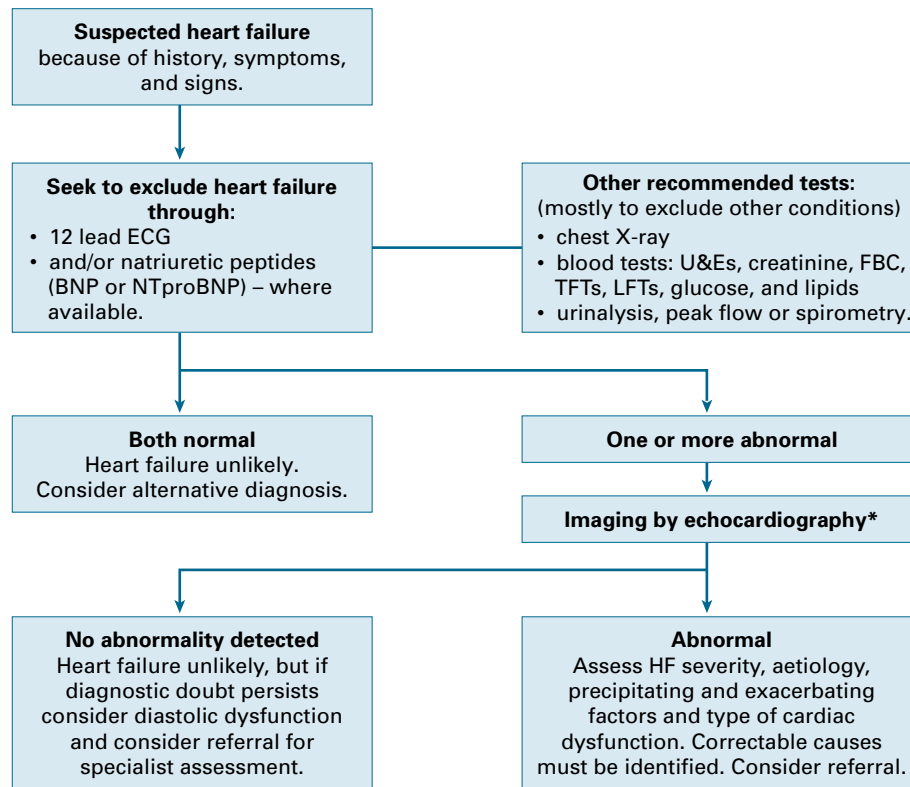 Suspected heart failure
because of history, symptoms,
and signs.
Seek to exclude heart failure
through:
• 12 lead ECG
• and/or natriuretic peptides
(BNP or NTproBNP) – where
available.
Other recommended tests:
(mostly to exclude other conditions)
• chest X-ray
• blood tests: U&Es, creatinine, FBC,
TFTs, LFTs, glucose, and lipids
• urinalysis, peak flow or spirometry.
Both normal
Heart failure unlikely.
Consider alternative diagnosis.
One or more abnormal
Imaging by echocardiography*
No abnormality detected
Heart failure unlikely, but if
diagnostic doubt persists
consider diastolic dysfunction
and consider referral for
specialist assessment.
Abnormal
Assess HF severity, aetiology,
precipitating and exacerbating
factors and type of cardiac
dysfunction. Correctable causes
must be identified. Consider referral.